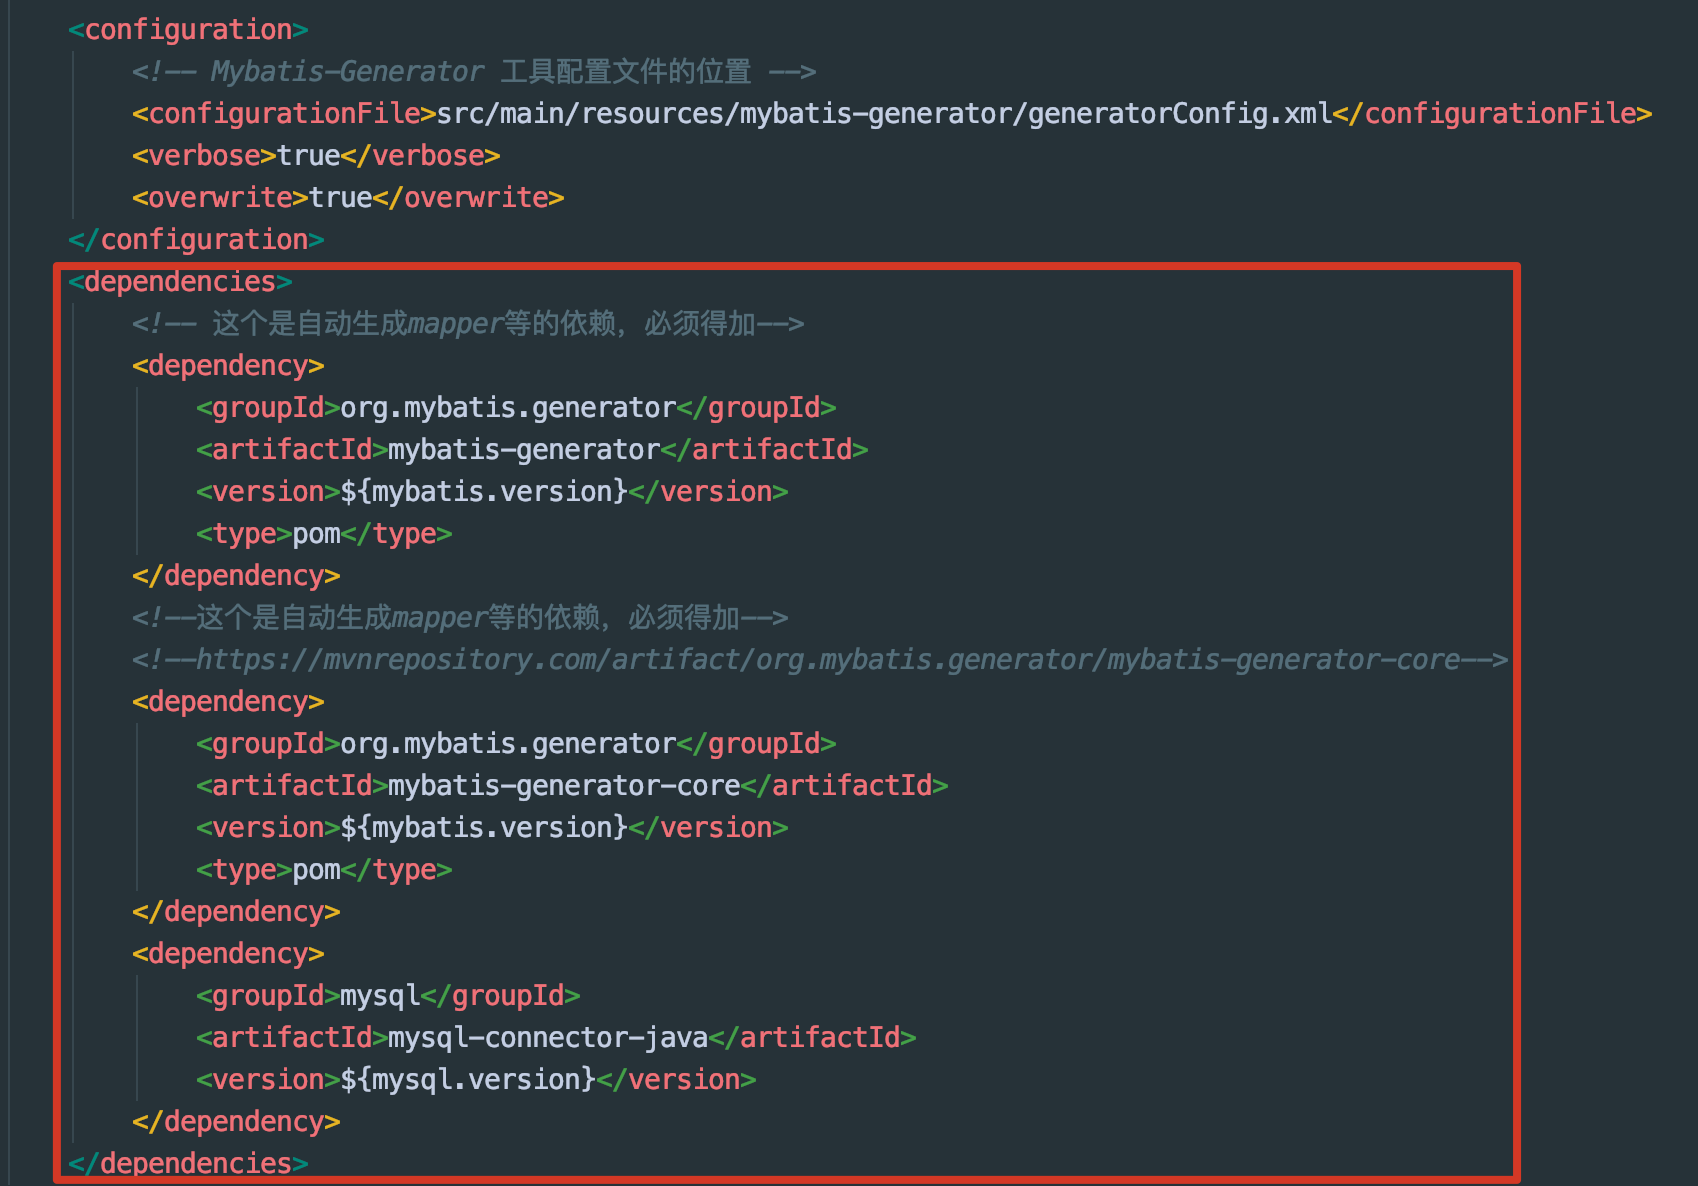 <configuration>
<!-- Mybatis-Generator 工具配置文件的位置 -->
<configurationFile>src/main/resources/mybatis-generator/generatorConfig.xml</configurationFile>
<verbose>true</verbose>
<overwrite>true</overwrite>
</configuration>
<dependencies>
<!-- 这个是自动生成mapper等的依赖，必须得加-->
<dependency>
<groupId>org.mybatis.generator</groupId>
<artifactId>mybatis-generator</artifactId>
<version>${mybatis.version}</version>
<type>pom</type>
</dependency>
<!--这个是自动生成mapper等的依赖，必须得加-->
<!--https://mvnrepository.com/artifact/org.mybatis.generator/mybatis-generator-core-->
<dependency>
<groupId>org.mybatis.generator</groupId>
<artifactId>mybatis-generator-core</artifactId>
<version>${mybatis.version}</version>
<type>pom</type>
</dependency>
<dependency>
<groupId>mysql</groupId>
<artifactId>mysql-connector-java</artifactId>
<version>${mysql.version}</version>
</dependency>
</dependencies>